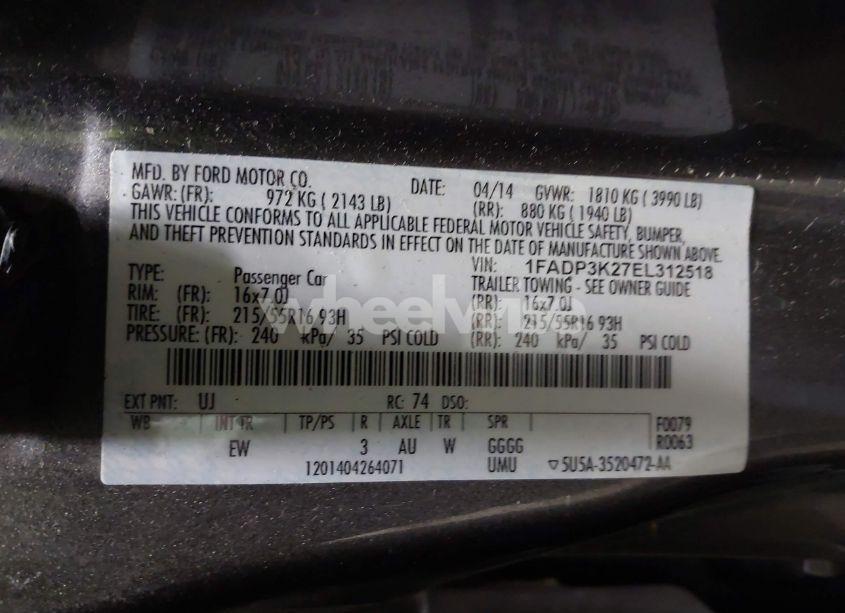 MFD. BY FORD MOTOR CO.
DATE: 04/14 GVWR: 1810 KG ( 3990 LB)
GAWR: (FR): 972 KG ( 2143 LB) (RR): 880 KG ( 1940 LB)
THIS VEHICLE CONFORMS TO ALL APPLICABLE FEDERAL MOTOR VEHICLE SAFETY, BUMPER,
AND THEFT PREVENTION STANDARDS IN EFFECT ON THE DATE OF MANUFACTURE SHOWN ABOVE.
VIN: 1FADP3K27EL312518
TYPE: Passenger Car TRAILER TOWING - SEE OWNER GUIDE
RIM: (FR): 16x7.0J (RR): 16x7.0J
TIRE: (FR): 215/55R16 93H (RR): 215/55R16 93H
PRESSURE: (FR): 240 kPa/ 35 PSI COLD (RR): 240 kPa/ 35 PSI COLD
EXT PNT: UJ RC: 74 DSO:
WB INT TR TP/PS R AXLE TR SPR F0079
EW 3 AU W GGGG R0063
1201404264071 UMU ▽5U5A-3520472-AA